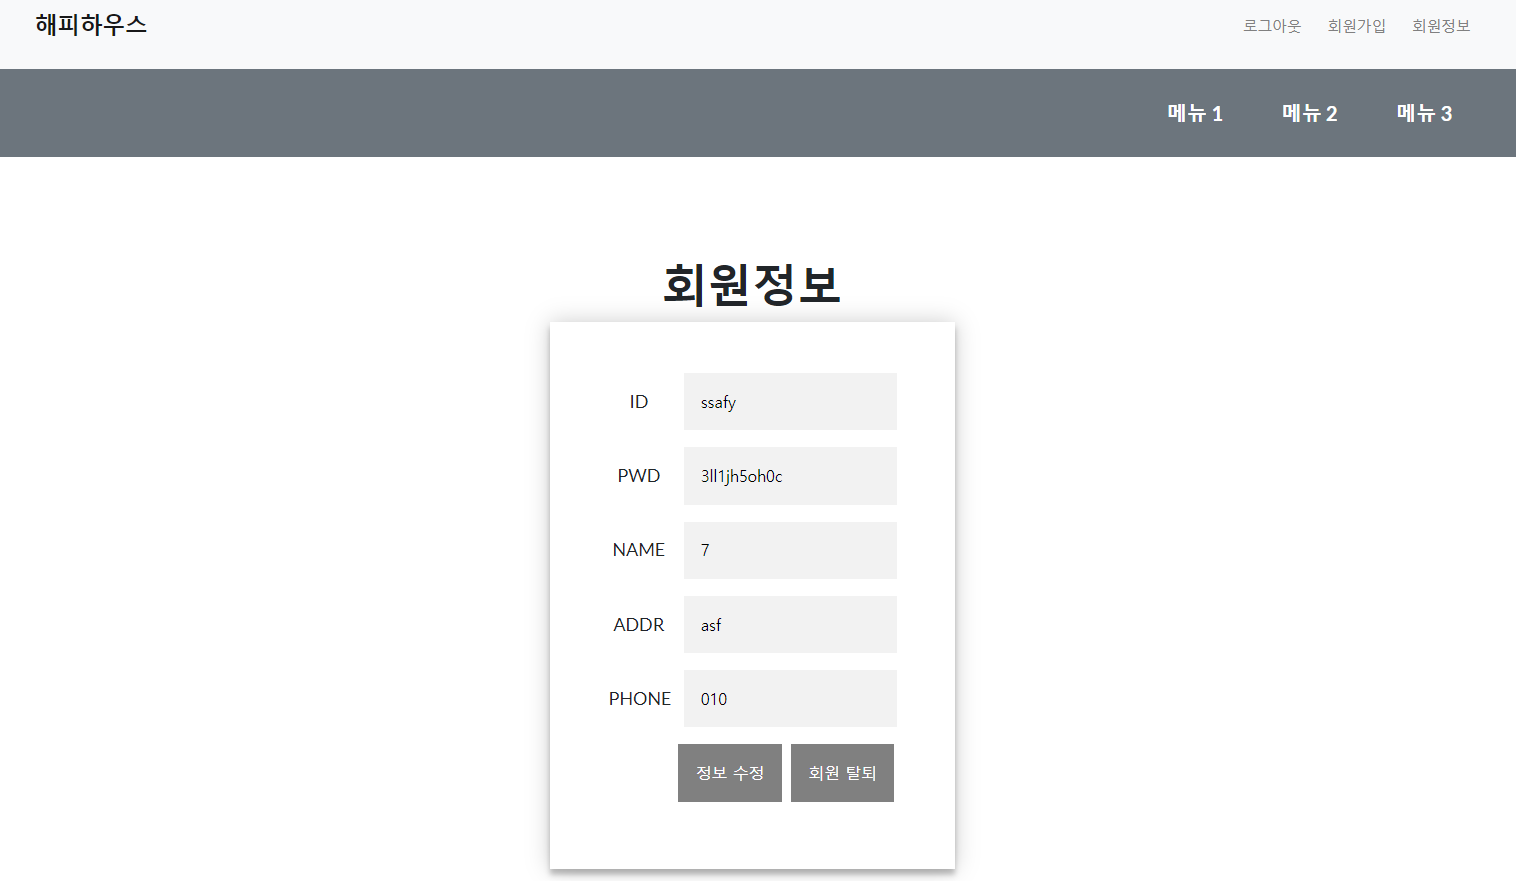 해피하우스 로그아웃 회원가입 회원정보
메뉴 1 메뉴 2 메뉴 3
회원정보
ID ssafy
PWD 3ll1jh5oh0c
NAME 7
ADDR asf
PHONE 010
정보 수정 회원 탈퇴